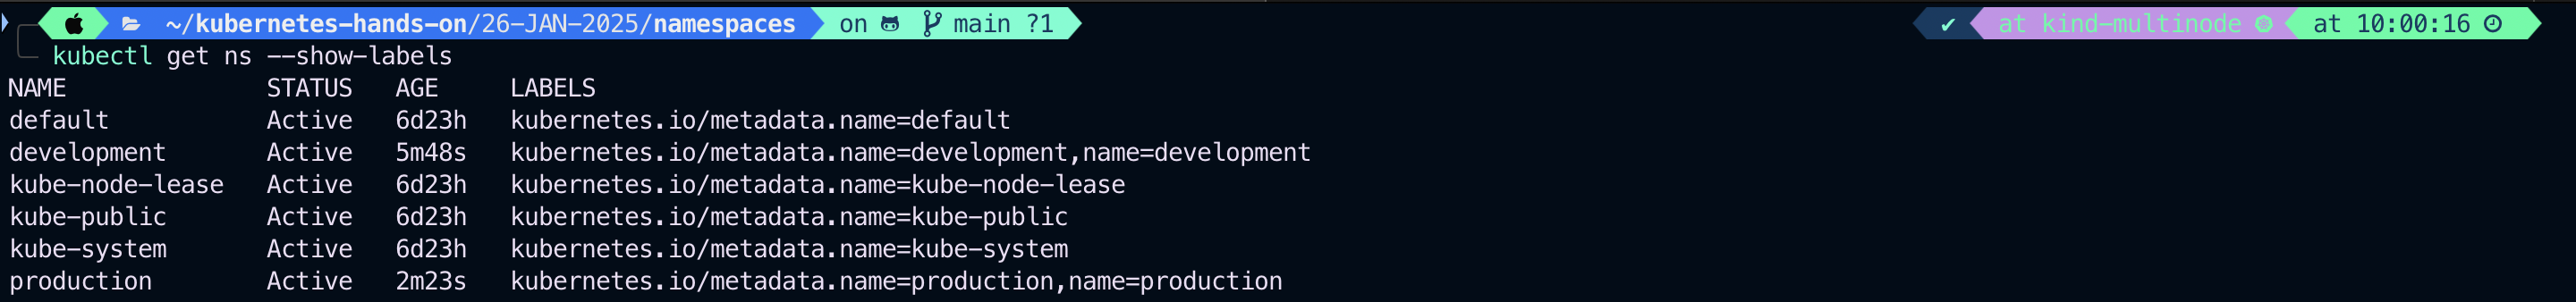 ~/kubernetes-hands-on/26-JAN-2025/namespaces on main ?1 ✔ at kind-multinode at 10:00:16
kubectl get ns --show-labels
NAME STATUS AGE LABELS
default Active 6d23h kubernetes.io/metadata.name=default
development Active 5m48s kubernetes.io/metadata.name=development,name=development
kube-node-lease Active 6d23h kubernetes.io/metadata.name=kube-node-lease
kube-public Active 6d23h kubernetes.io/metadata.name=kube-public
kube-system Active 6d23h kubernetes.io/metadata.name=kube-system
production Active 2m23s kubernetes.io/metadata.name=production,name=production